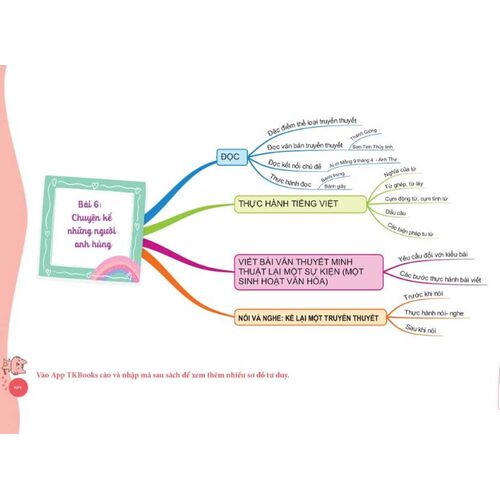 Bài 6:
Chuyện kể
những người
anh hùng
ĐỌC
Đặc điểm thể loại truyền thuyết
Đọc văn bản truyền thuyết
Thánh Gióng
Sơn Tinh Thủy tinh
Đọc kết nối chủ đề
Ai ơi Mồng 9 tháng 4 - Anh Thư
Thực hành đọc
Bánh trưng
Bánh giầy
THỰC HÀNH TIẾNG VIỆT
Nghĩa của từ
Từ ghép, từ láy
Cụm động từ, cụm tính từ
Dấu câu
Các biện pháp tu từ
VIẾT BÀI VĂN THUYẾT MINH
THUẬT LẠI MỘT SỰ KIỆN (MỘT
SINH HOẠT VĂN HÓA)
Yêu cầu đối với kiểu bài
Các bước thực hành bài viết
NÓI VÀ NGHE: KỂ LẠI MỘT TRUYỀN THUYẾT
Trước khi nói
Thực hành nói- nghe
Sau khi nói
Vào App TKBooks cào và nhập mã sau sách để xem thêm nhiều sơ đồ tư duy.